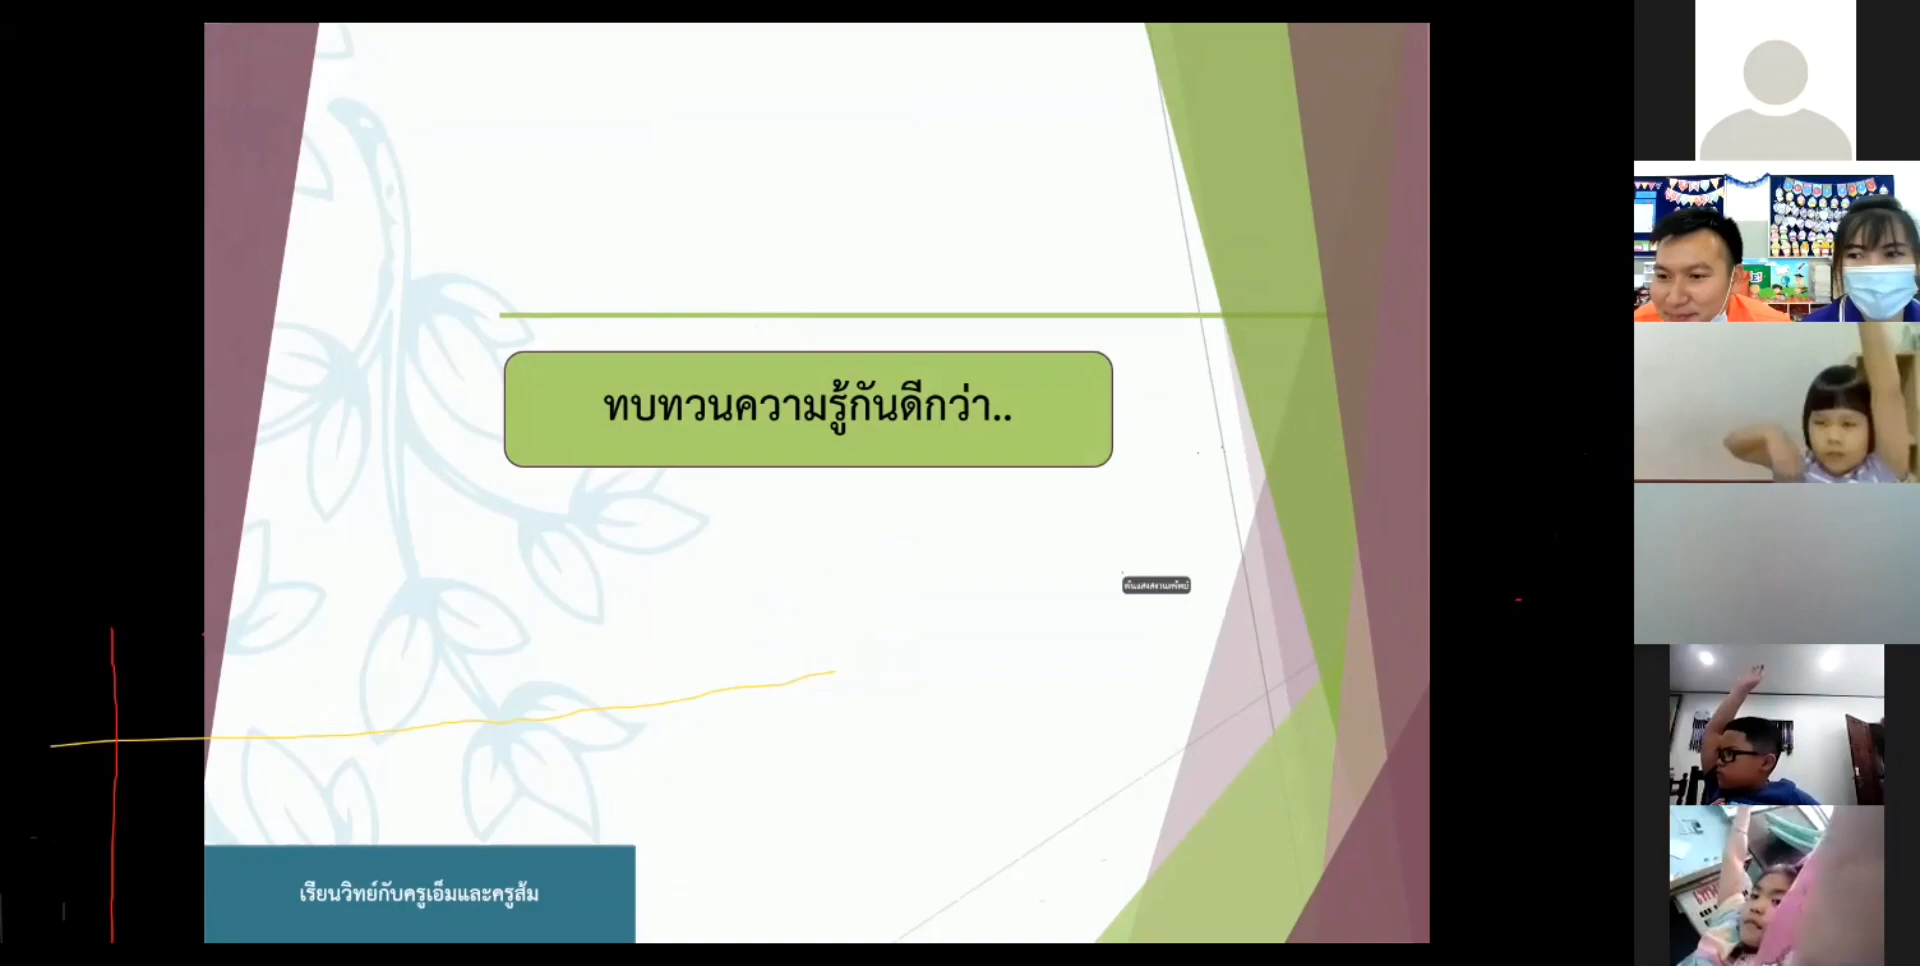 ทบทวนความรู้กันดีกว่า..
เรียนวิทย์กับครูเอ็มและครูส้ม